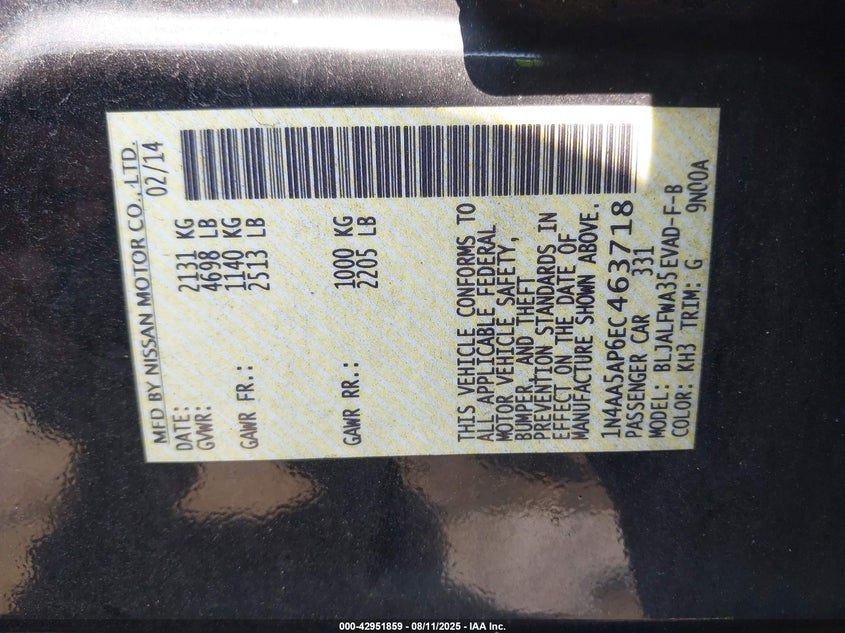 MFD BY NISSAN MOTOR CO., LTD.
DATE: 02/14
GVWR: 2131 KG
4698 LB
GAWR FR.: 1140 KG
2513 LB
GAWR RR.: 1000 KG
2205 LB
THIS VEHICLE CONFORMS TO
ALL APPLICABLE FEDERAL
MOTOR VEHICLE SAFETY,
BUMPER, AND THEFT
PREVENTION STANDARDS IN
EFFECT ON THE DATE OF
MANUFACTURE SHOWN ABOVE.
1N4AA5AP6EC463718
PASSENGER CAR 331
MODEL: BLJALFWA35EVAD-F-B
COLOR: KH3 TRIM: G 9N00A
000-42951859 - 08/11/2025 - IAA Inc.